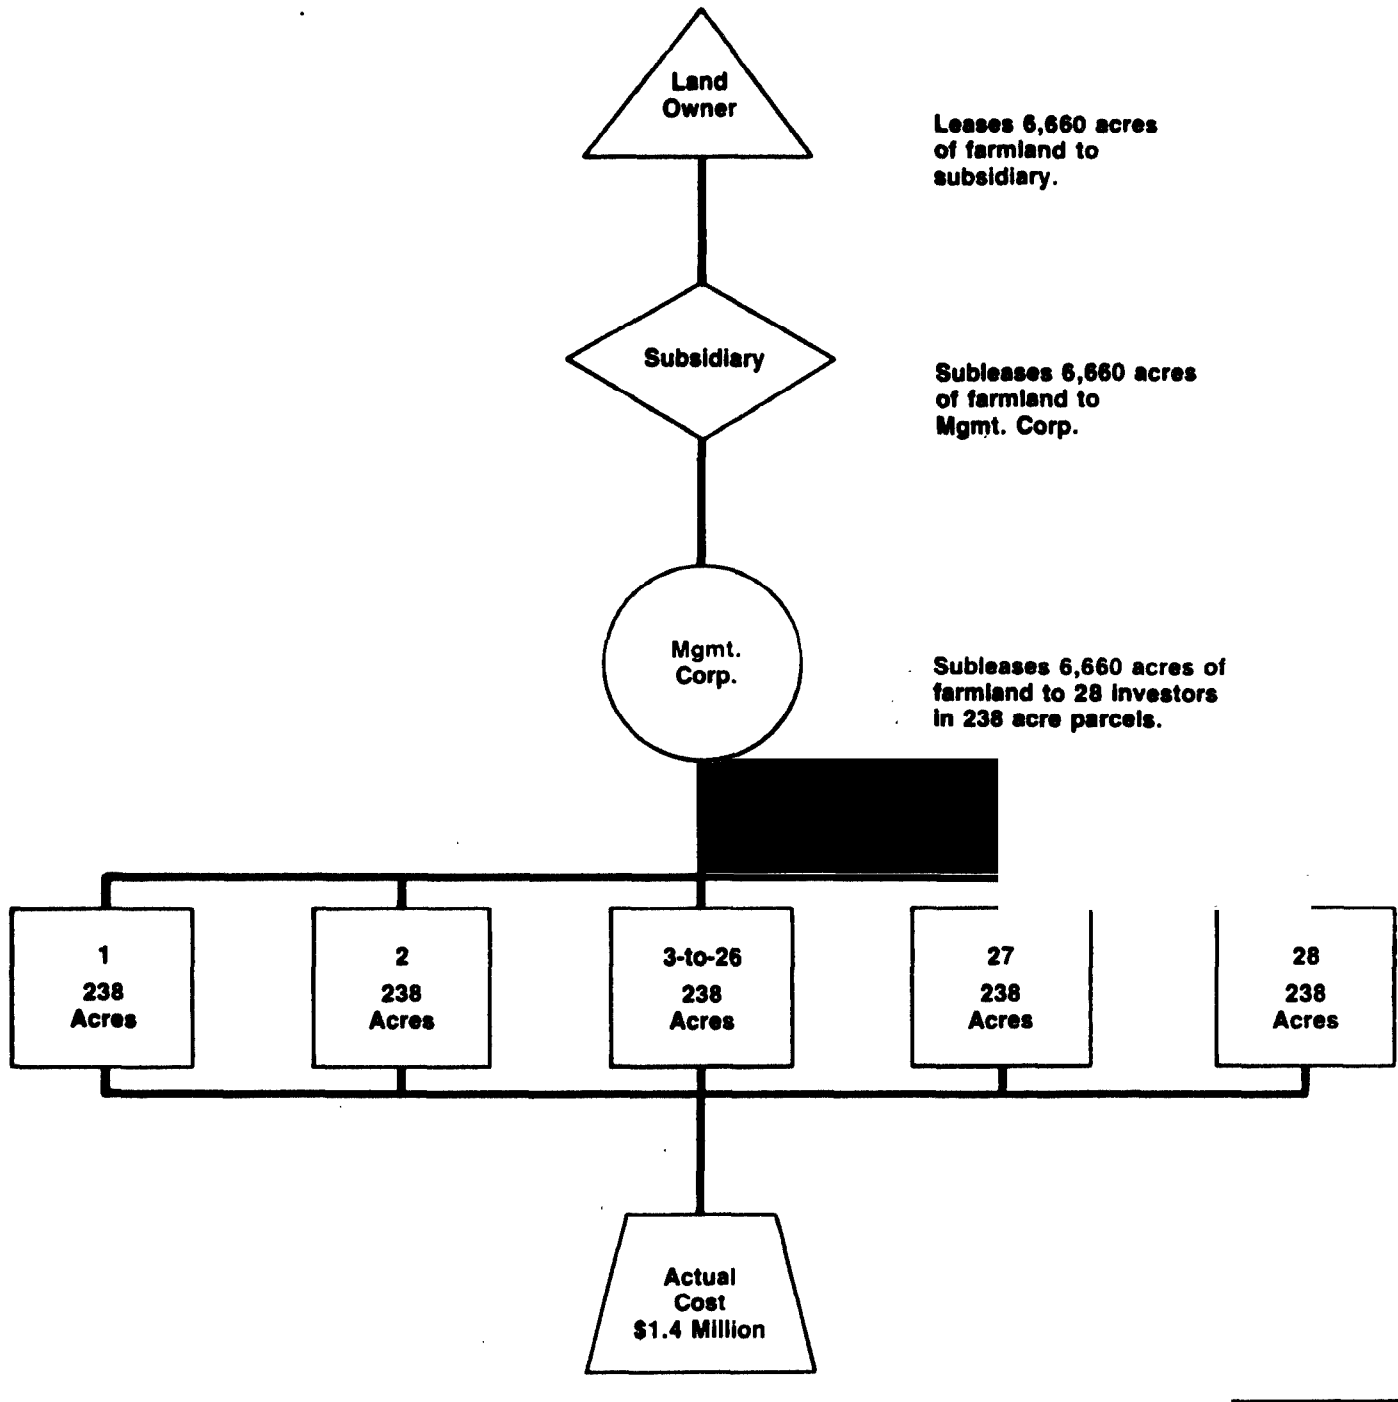 Land
Owner
Leases 6,660 acres
of farmland to
subsidiary.
Subsidiary
Subleases 6,660 acres
of farmland to
Mgmt. Corp.
Mgmt.
Corp.
Subleases 6,660 acres of
farmland to 28 investors
in 238 acre parcels.
1
238
Acres
2
238
Acres
3-to-26
238
Acres
27
238
Acres
28
238
Acres
Actual
Cost
$1.4 Million